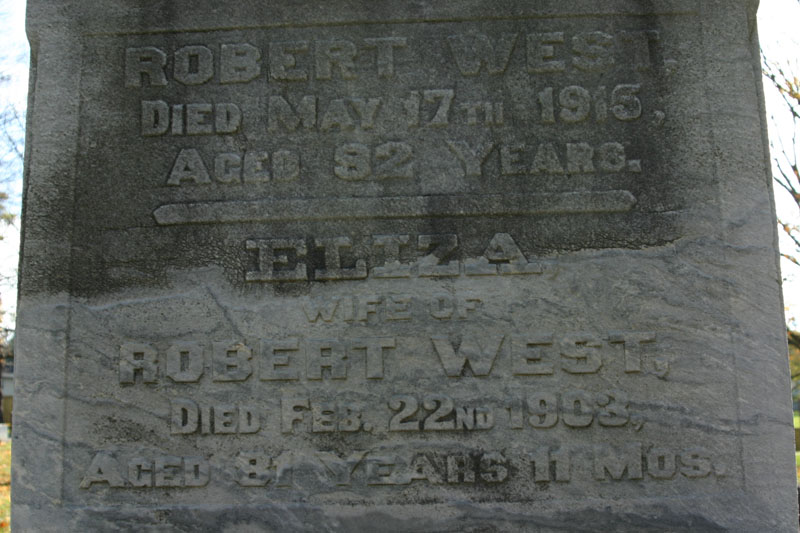 ROBERT WEST,
DIED MAY 17TH 1915,
AGED 82 YEARS.
ELIZA,
WIFE OF
ROBERT WEST,
DIED FEB. 22ND 1903,
AGED 81 YEARS 11 MOS.